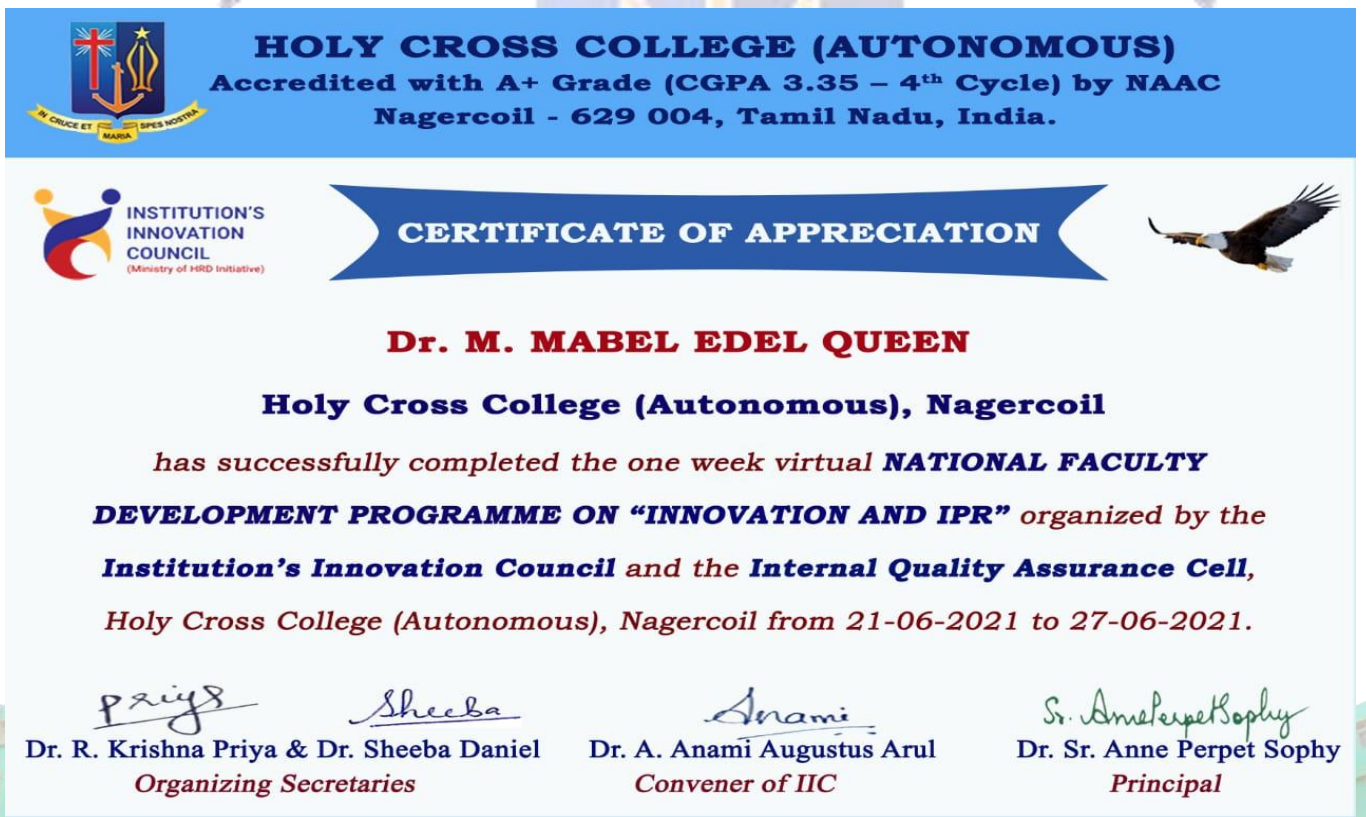 HOLY CROSS COLLEGE (AUTONOMOUS)
Accredited with A+ Grade (CGPA 3.35 – 4th Cycle) by NAAC
Nagercoil - 629 004, Tamil Nadu, India.
IN CRUCE ET MARIA SPES NOSTRA
INSTITUTION'S
INNOVATION
COUNCIL
(Ministry of HRD Initiative)
CERTIFICATE OF APPRECIATION
Dr. M. MABEL EDEL QUEEN
Holy Cross College (Autonomous), Nagercoil
has successfully completed the one week virtual NATIONAL FACULTY
DEVELOPMENT PROGRAMME ON “INNOVATION AND IPR” organized by the
Institution’s Innovation Council and the Internal Quality Assurance Cell,
Holy Cross College (Autonomous), Nagercoil from 21-06-2021 to 27-06-2021.
Priya Sheeba Anami Sr. AnnePerpetSophy
Dr. R. Krishna Priya & Dr. Sheeba Daniel Dr. A. Anami Augustus Arul Dr. Sr. Anne Perpet Sophy
Organizing Secretaries Convener of IIC Principal